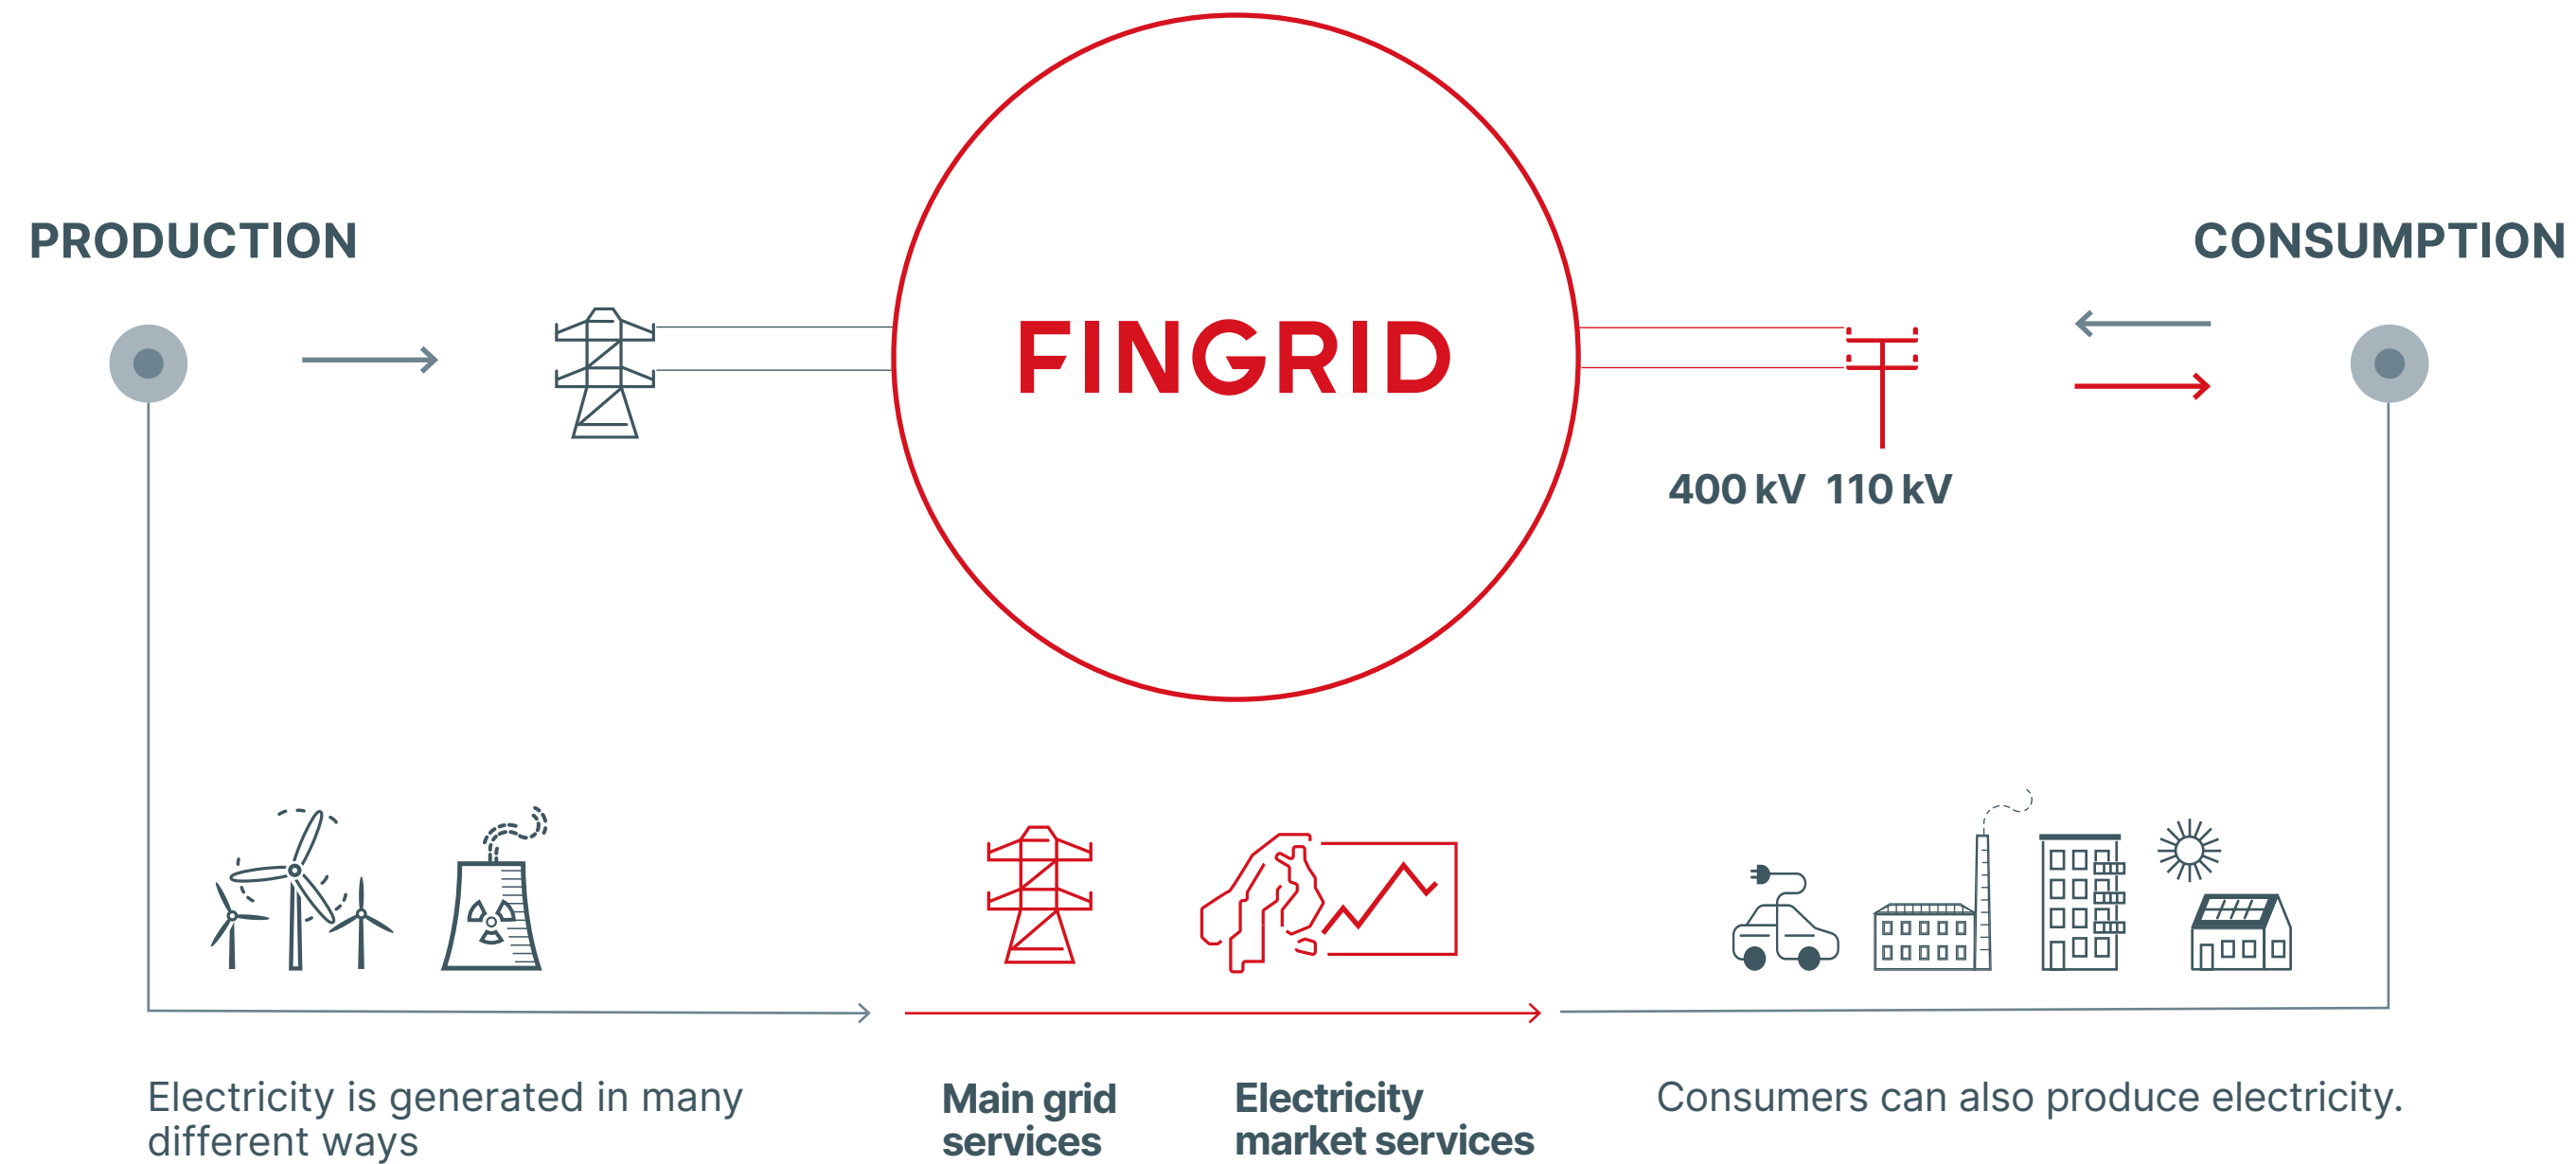 PRODUCTION
CONSUMPTION
FINGRID
400 kV 110 kV
Electricity is generated in many
different ways
Main grid
services
Electricity
market services
Consumers can also produce electricity.